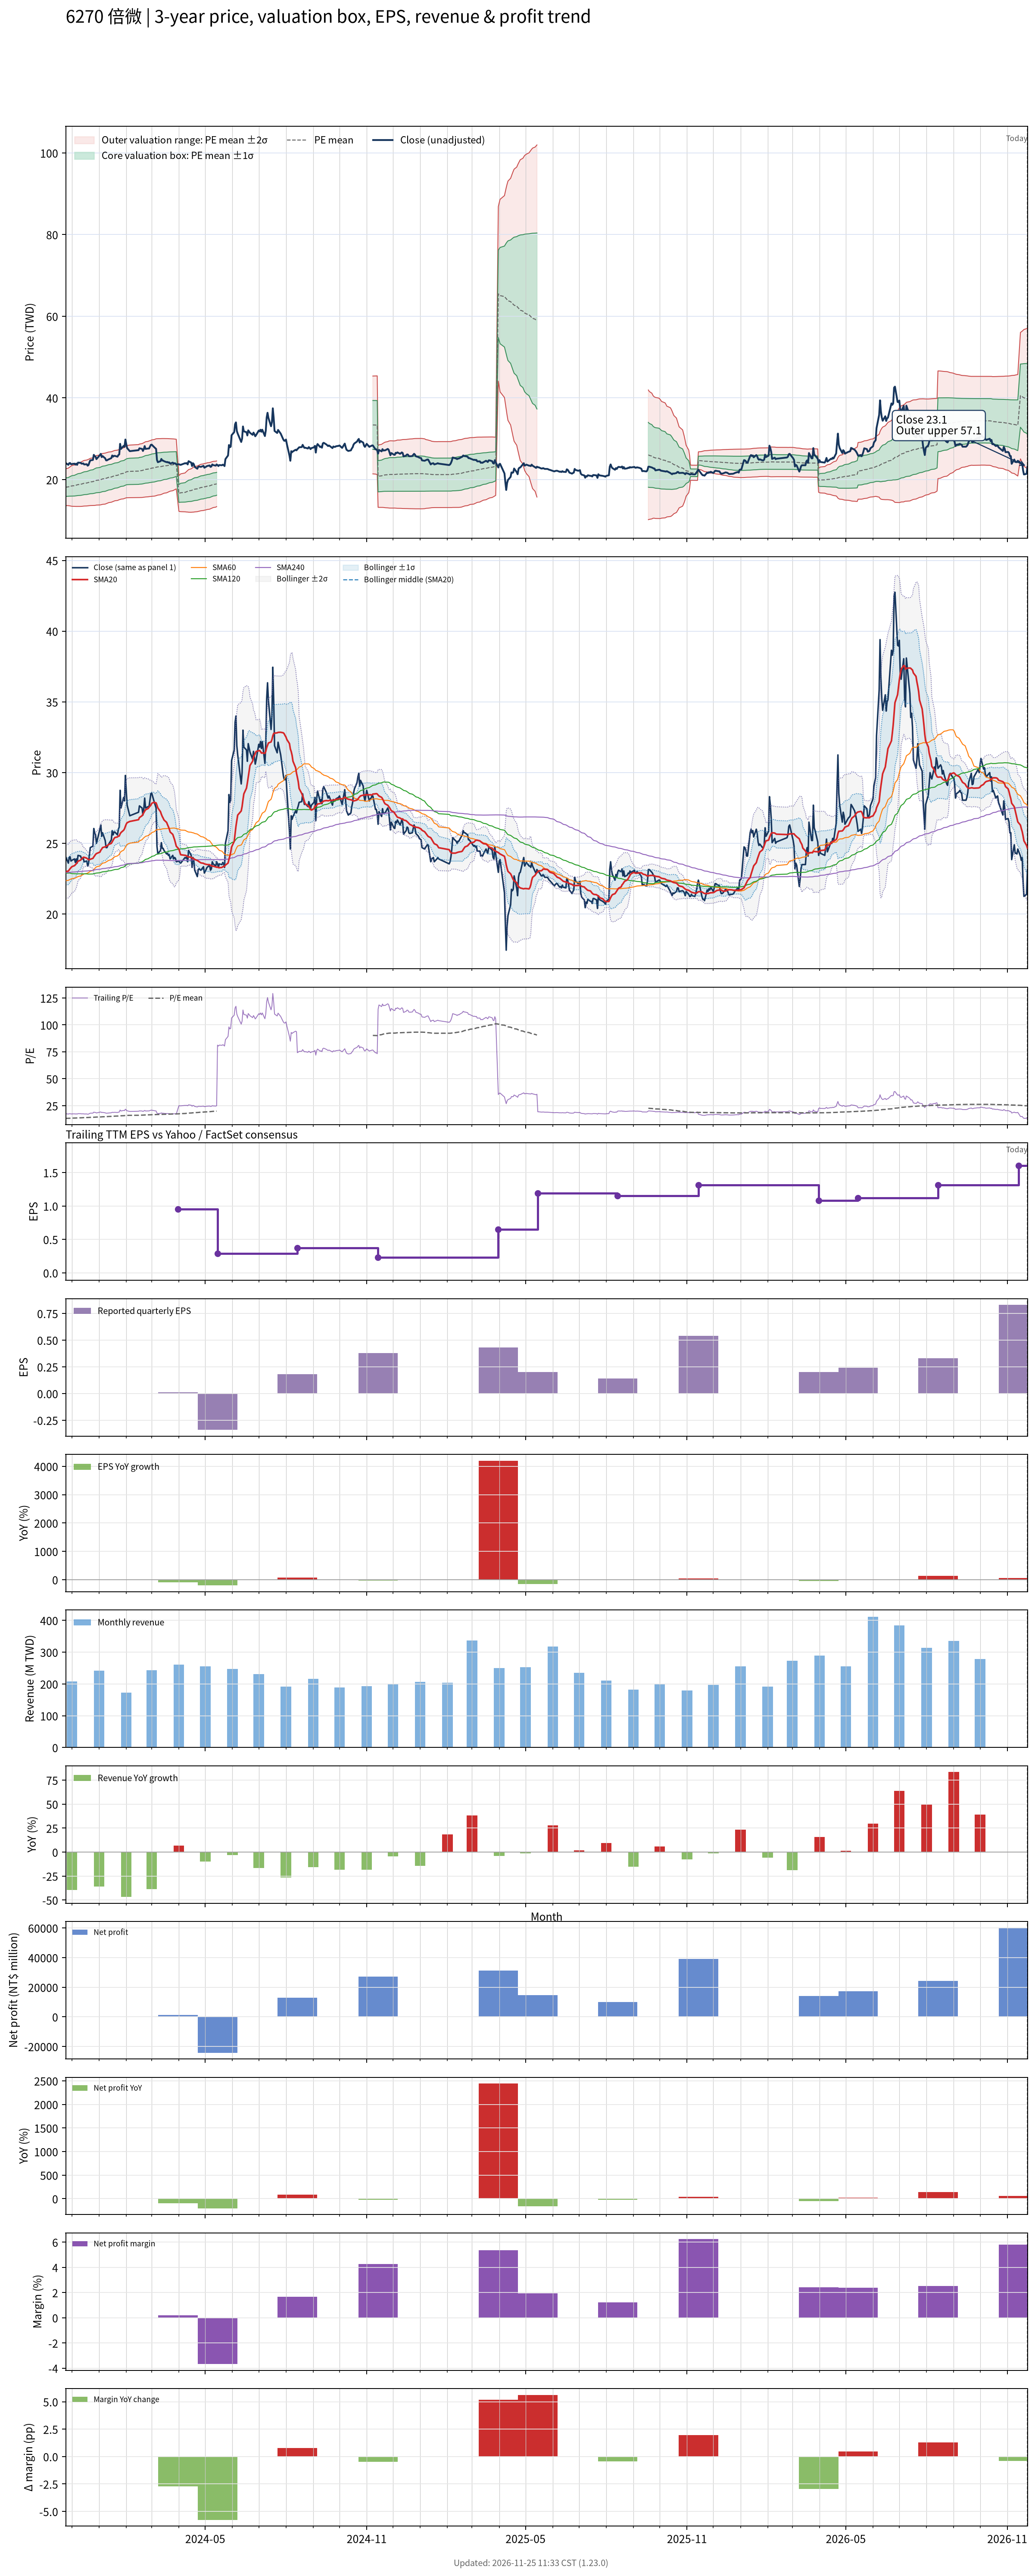 6270 倍微 | 3-year price, valuation box, EPS, revenue & profit trend
Outer valuation range: PE mean ±2σ
Core valuation box: PE mean ±1σ
PE mean
Close (unadjusted)
Today
100
80
60
40
20
Price (TWD)
Close 23.1
Outer upper 57.1
Close (same as panel 1)
SMA20
SMA60
SMA120
SMA240
Bollinger ±2σ
Bollinger ±1σ
Bollinger middle (SMA20)
45
40
35
30
25
20
Price
Trailing P/E
P/E mean
125
100
75
50
25
P/E
Trailing TTM EPS vs Yahoo / FactSet consensus
Today
1.5
1.0
0.5
0.0
EPS
Reported quarterly EPS
0.75
0.50
0.25
0.00
-0.25
EPS
EPS YoY growth
4000
3000
2000
1000
0
YoY (%)
Monthly revenue
400
300
200
100
0
Revenue (M TWD)
Revenue YoY growth
75
50
25
0
-25
-50
YoY (%)
Month
Net profit
60000
40000
20000
0
-20000
Net profit (NT$ million)
Net profit YoY
2500
2000
1500
1000
500
0
YoY (%)
Net profit margin
6
4
2
0
-2
-4
Margin (%)
Margin YoY change
5.0
2.5
0.0
-2.5
-5.0
Δ margin (pp)
2024-05
2024-11
2025-05
2025-11
2026-05
2026-11
Updated: 2026-11-25 11:33 CST (1.23.0)